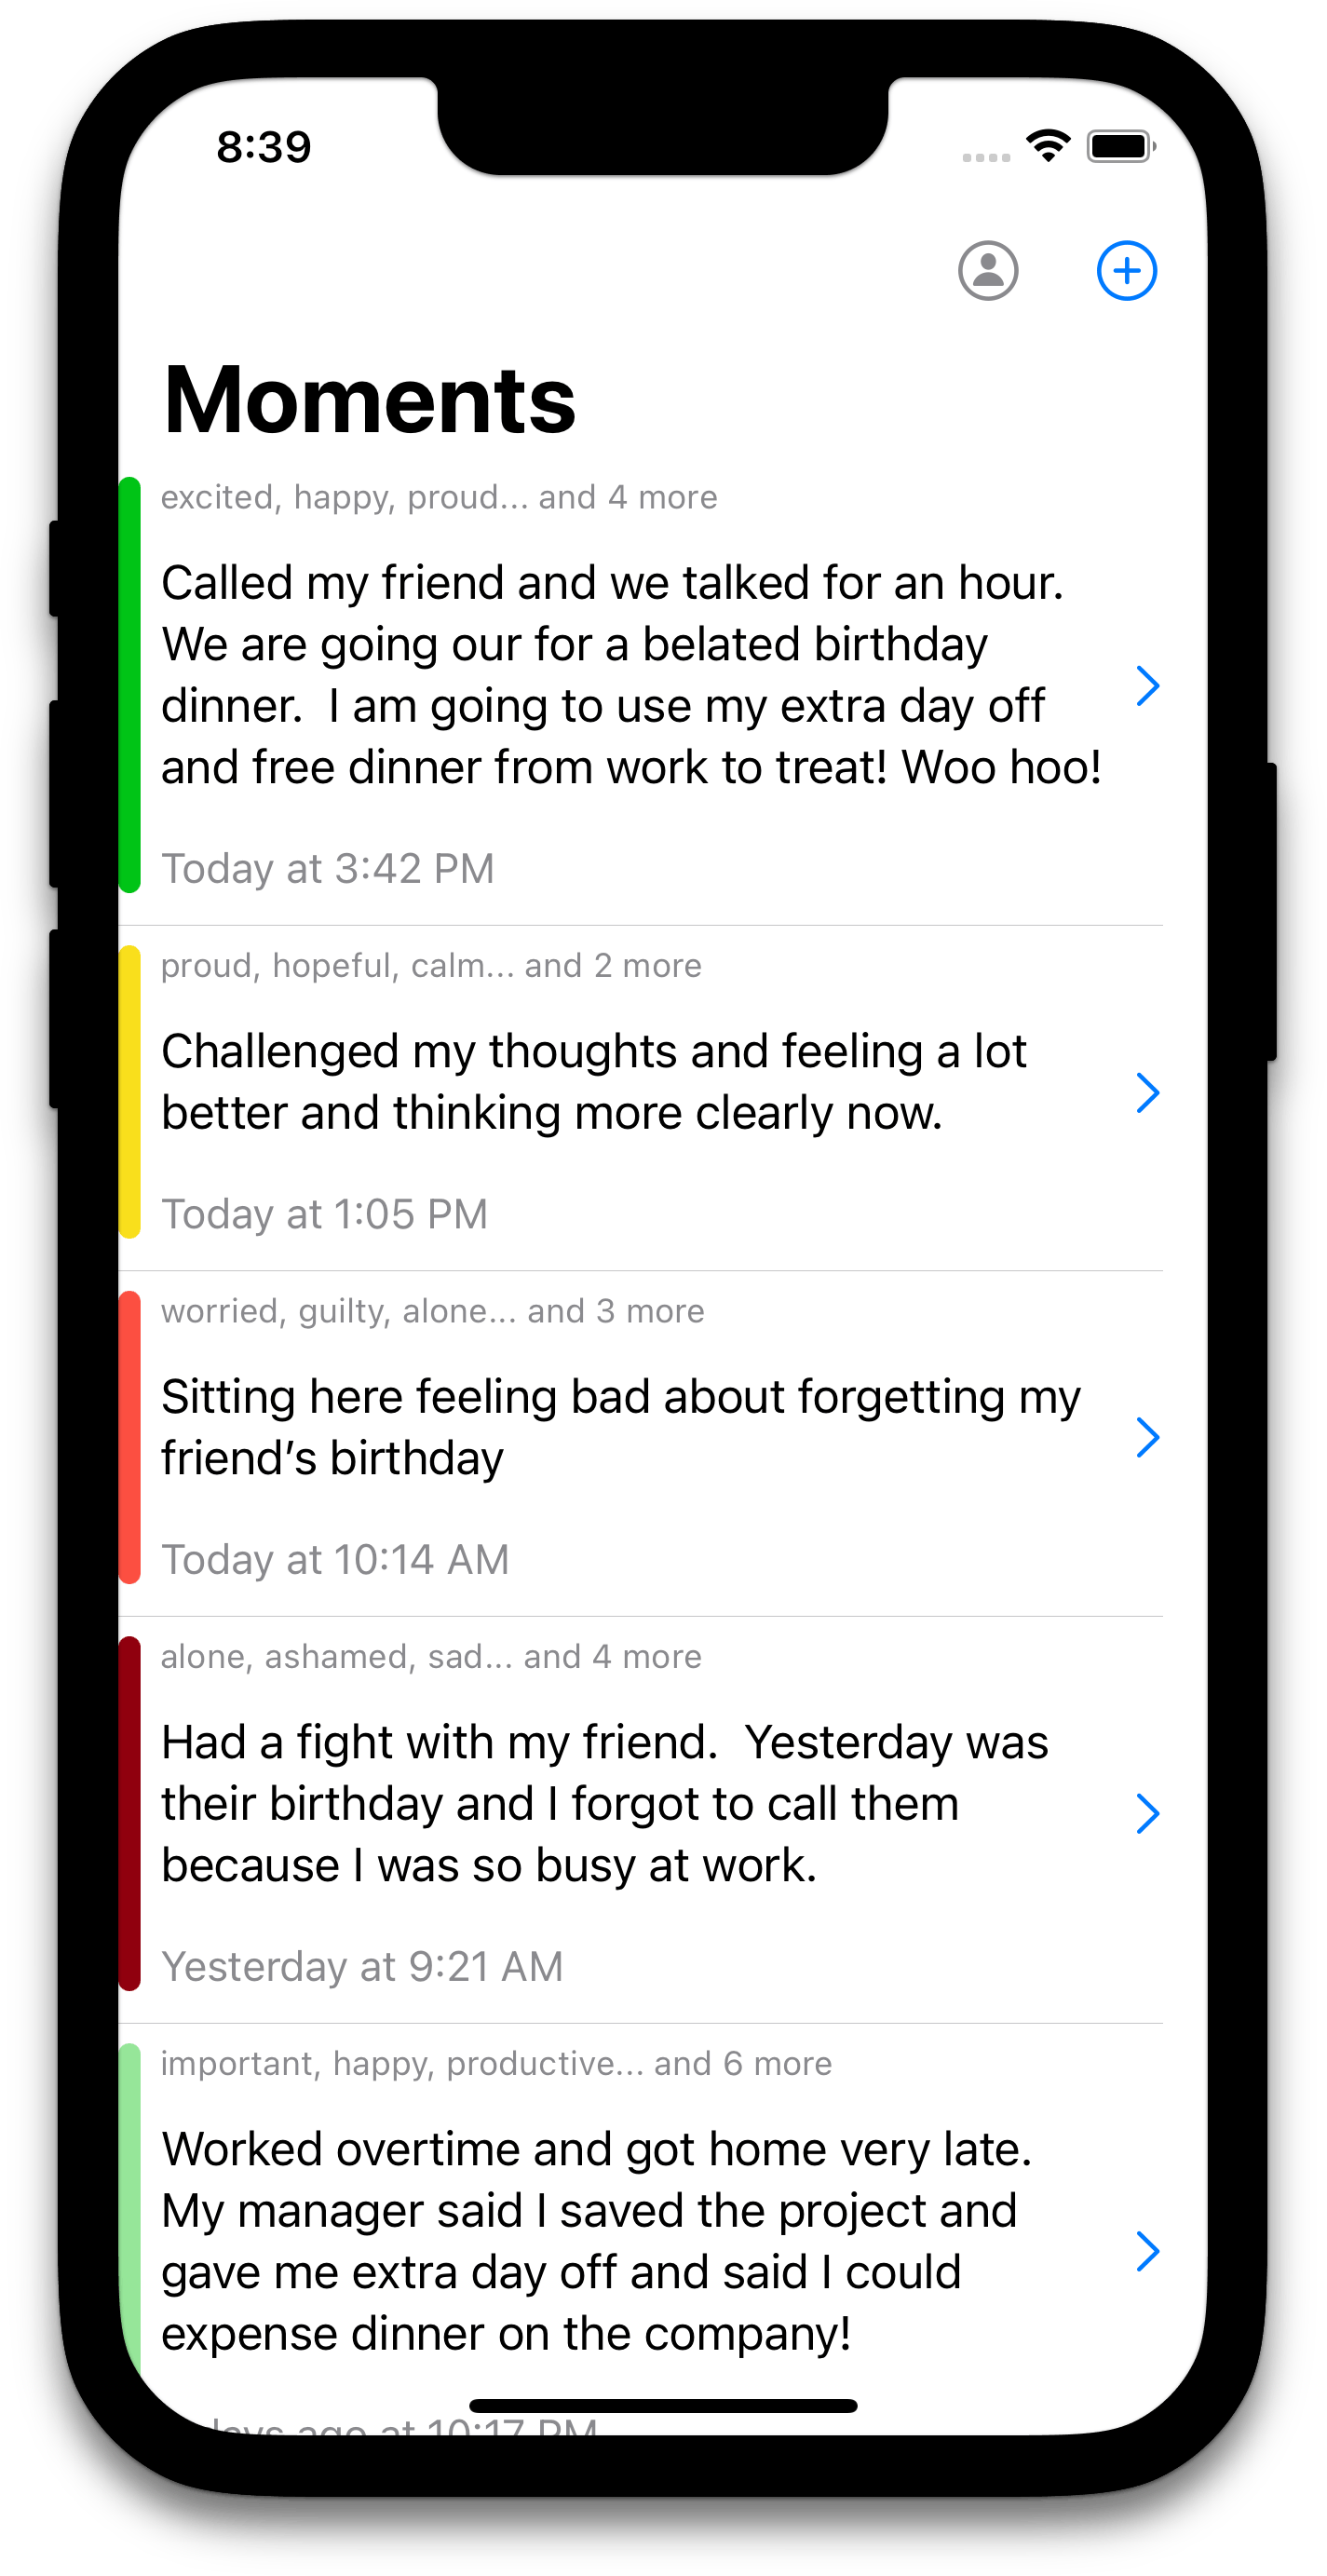 8:39
Moments
excited, happy, proud... and 4 more
Called my friend and we talked for an hour.
We are going our for a belated birthday
dinner.  I am going to use my extra day off
and free dinner from work to treat! Woo hoo!
Today at 3:42 PM
proud, hopeful, calm... and 2 more
Challenged my thoughts and feeling a lot
better and thinking more clearly now.
Today at 1:05 PM
worried, guilty, alone... and 3 more
Sitting here feeling bad about forgetting my
friend’s birthday
Today at 10:14 AM
alone, ashamed, sad... and 4 more
Had a fight with my friend.  Yesterday was
their birthday and I forgot to call them
because I was so busy at work.
Yesterday at 9:21 AM
important, happy, productive... and 6 more
Worked overtime and got home very late.
My manager said I saved the project and
gave me extra day off and said I could
expense dinner on the company!
days ago at 10:17 PM